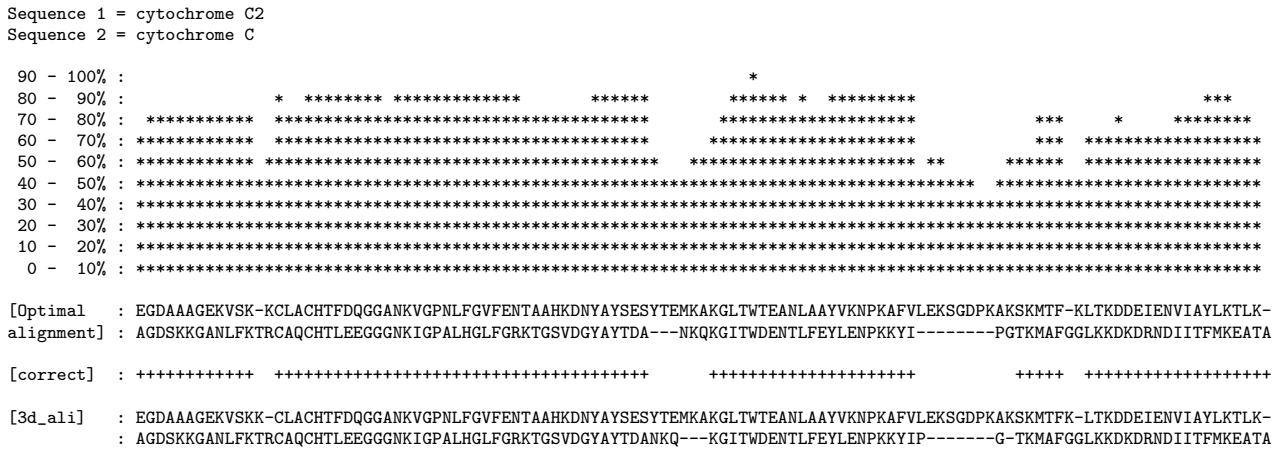 Sequence 1 = cytochrome C2
Sequence 2 = cytochrome C
90 - 100% :                                                               *
80 -  90% :               *  ******** *************       ******        ****** *  *********                             ***
70 -  80% :  ***********  **************************************       ********************            ***     *     ********
60 -  70% : ************  **************************************      *********************            ***  ******************
50 -  60% : ************ ****************************************   *********************** **      ******  ******************
40 -  50% : *************************************************************************************  ***************************
30 -  40% : ******************************************************************************************************************
20 -  30% : ******************************************************************************************************************
10 -  20% : ******************************************************************************************************************
0 -  10% : ******************************************************************************************************************
[Optimal   : EGDAAAGEKVSK-KCLACHTFDQGGANKVGPNLFGVFENTAAHKDNYAYSESYTEMKAKGLTWTEANLAAYVKNPKAFVLEKSGDPKAKSKMTF-KLTKDDEIENVIAYLKTLK-
alignment] : AGDSKKGANLFKTRCAQCHTLEEGGGNKIGPALHGLFGRKTGSVDGYAYTDA---NKQKGITWDENTLFEYLENPKKYI--------PGTKMAFGGLKKDKDRNDIITFMKEATA
[correct]  : ++++++++++++  ++++++++++++++++++++++++++++++++++++++      +++++++++++++++++++++          +++++  +++++++++++++++++++
[3d_ali]   : EGDAAAGEKVSKK-CLACHTFDQGGANKVGPNLFGVFENTAAHKDNYAYSESYTEMKAKGLTWTEANLAAYVKNPKAFVLEKSGDPKAKSKMTFK-LTKDDEIENVIAYLKTLK-
: AGDSKKGANLFKTRCAQCHTLEEGGGNKIGPALHGLFGRKTGSVDGYAYTDANKQ---KGITWDENTLFEYLENPKKYIP-------G-TKMAFGGLKKDKDRNDIITFMKEATA